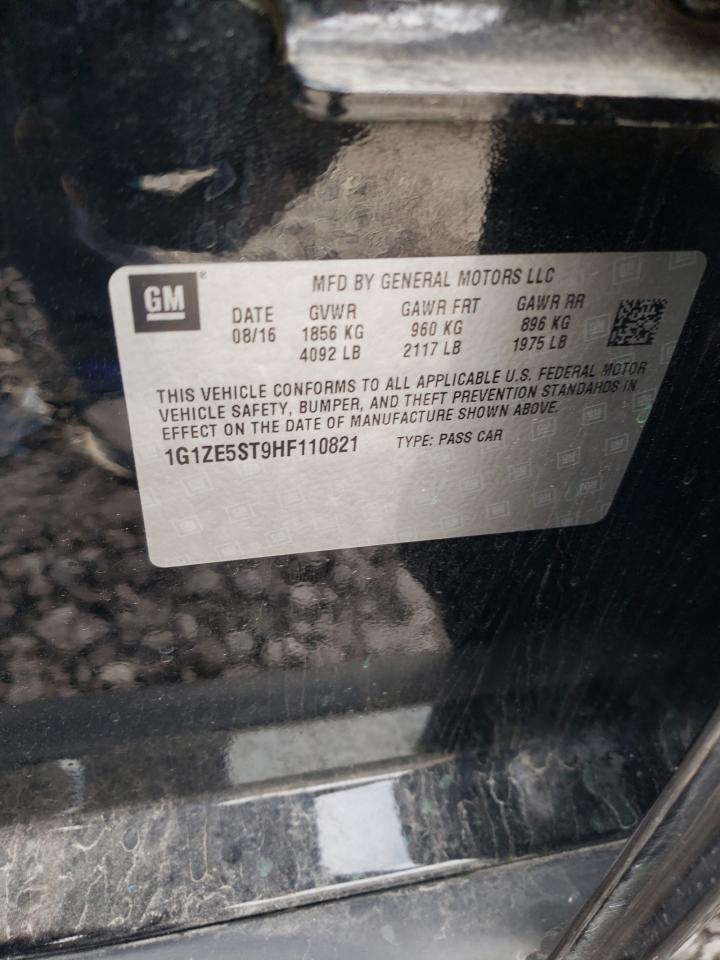 GM®
MFD BY GENERAL MOTORS LLC
DATE GVWR GAWR FRT GAWR RR
08/16 1856 KG 960 KG 896 KG
4092 LB 2117 LB 1975 LB
THIS VEHICLE CONFORMS TO ALL APPLICABLE U.S. FEDERAL MOTOR
VEHICLE SAFETY, BUMPER, AND THEFT PREVENTION STANDARDS IN
EFFECT ON THE DATE OF MANUFACTURE SHOWN ABOVE.
1G1ZE5ST9HF110821 TYPE: PASS CAR